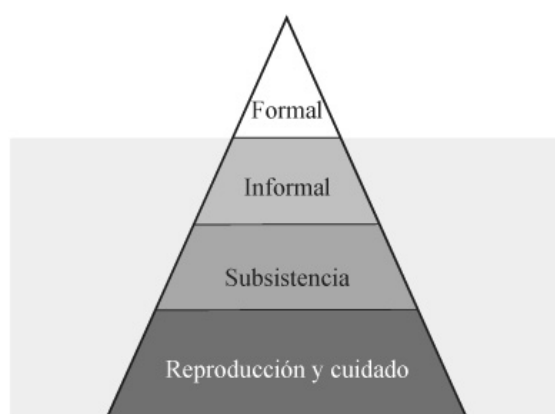 Formal
Informal
Subsistencia
Reproducción y cuidado